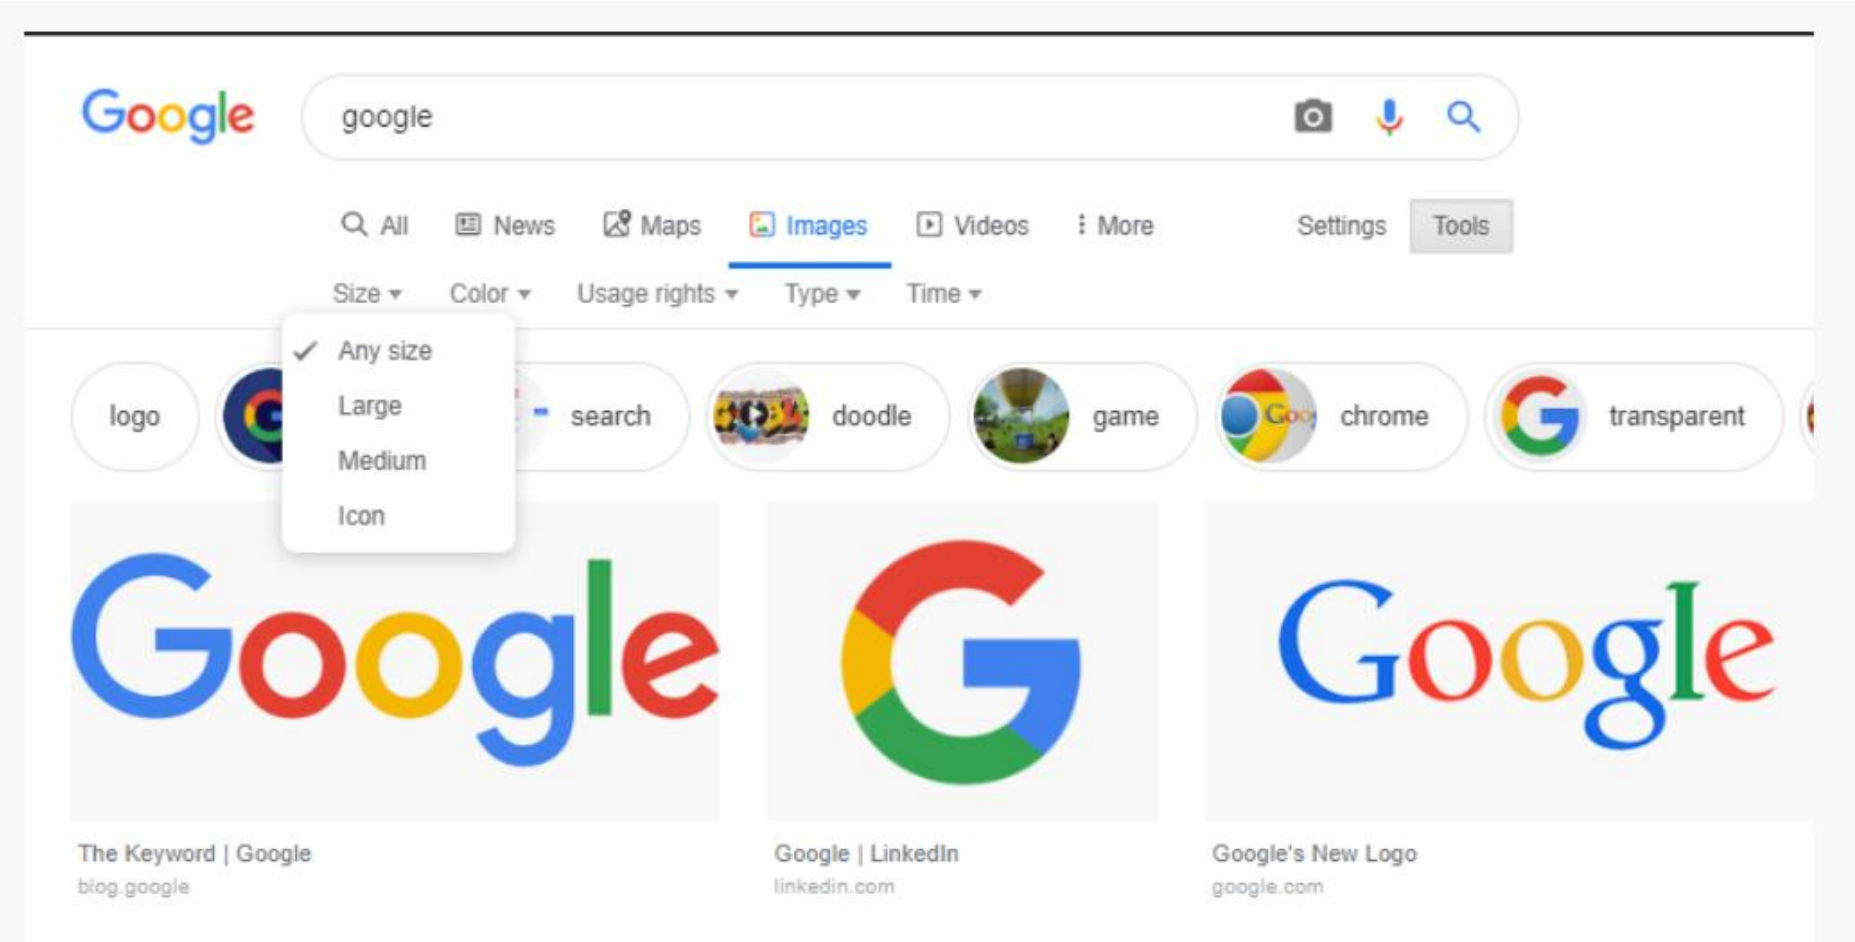 Google google
All News Maps Images Videos More Settings Tools
Size Color Usage rights Type Time
Any size
Large
Medium
Icon
logo search doodle game chrome transparent
Google G Google
The Keyword | Google Google | LinkedIn Google's New Logo
blog.google linkedin.com google.com